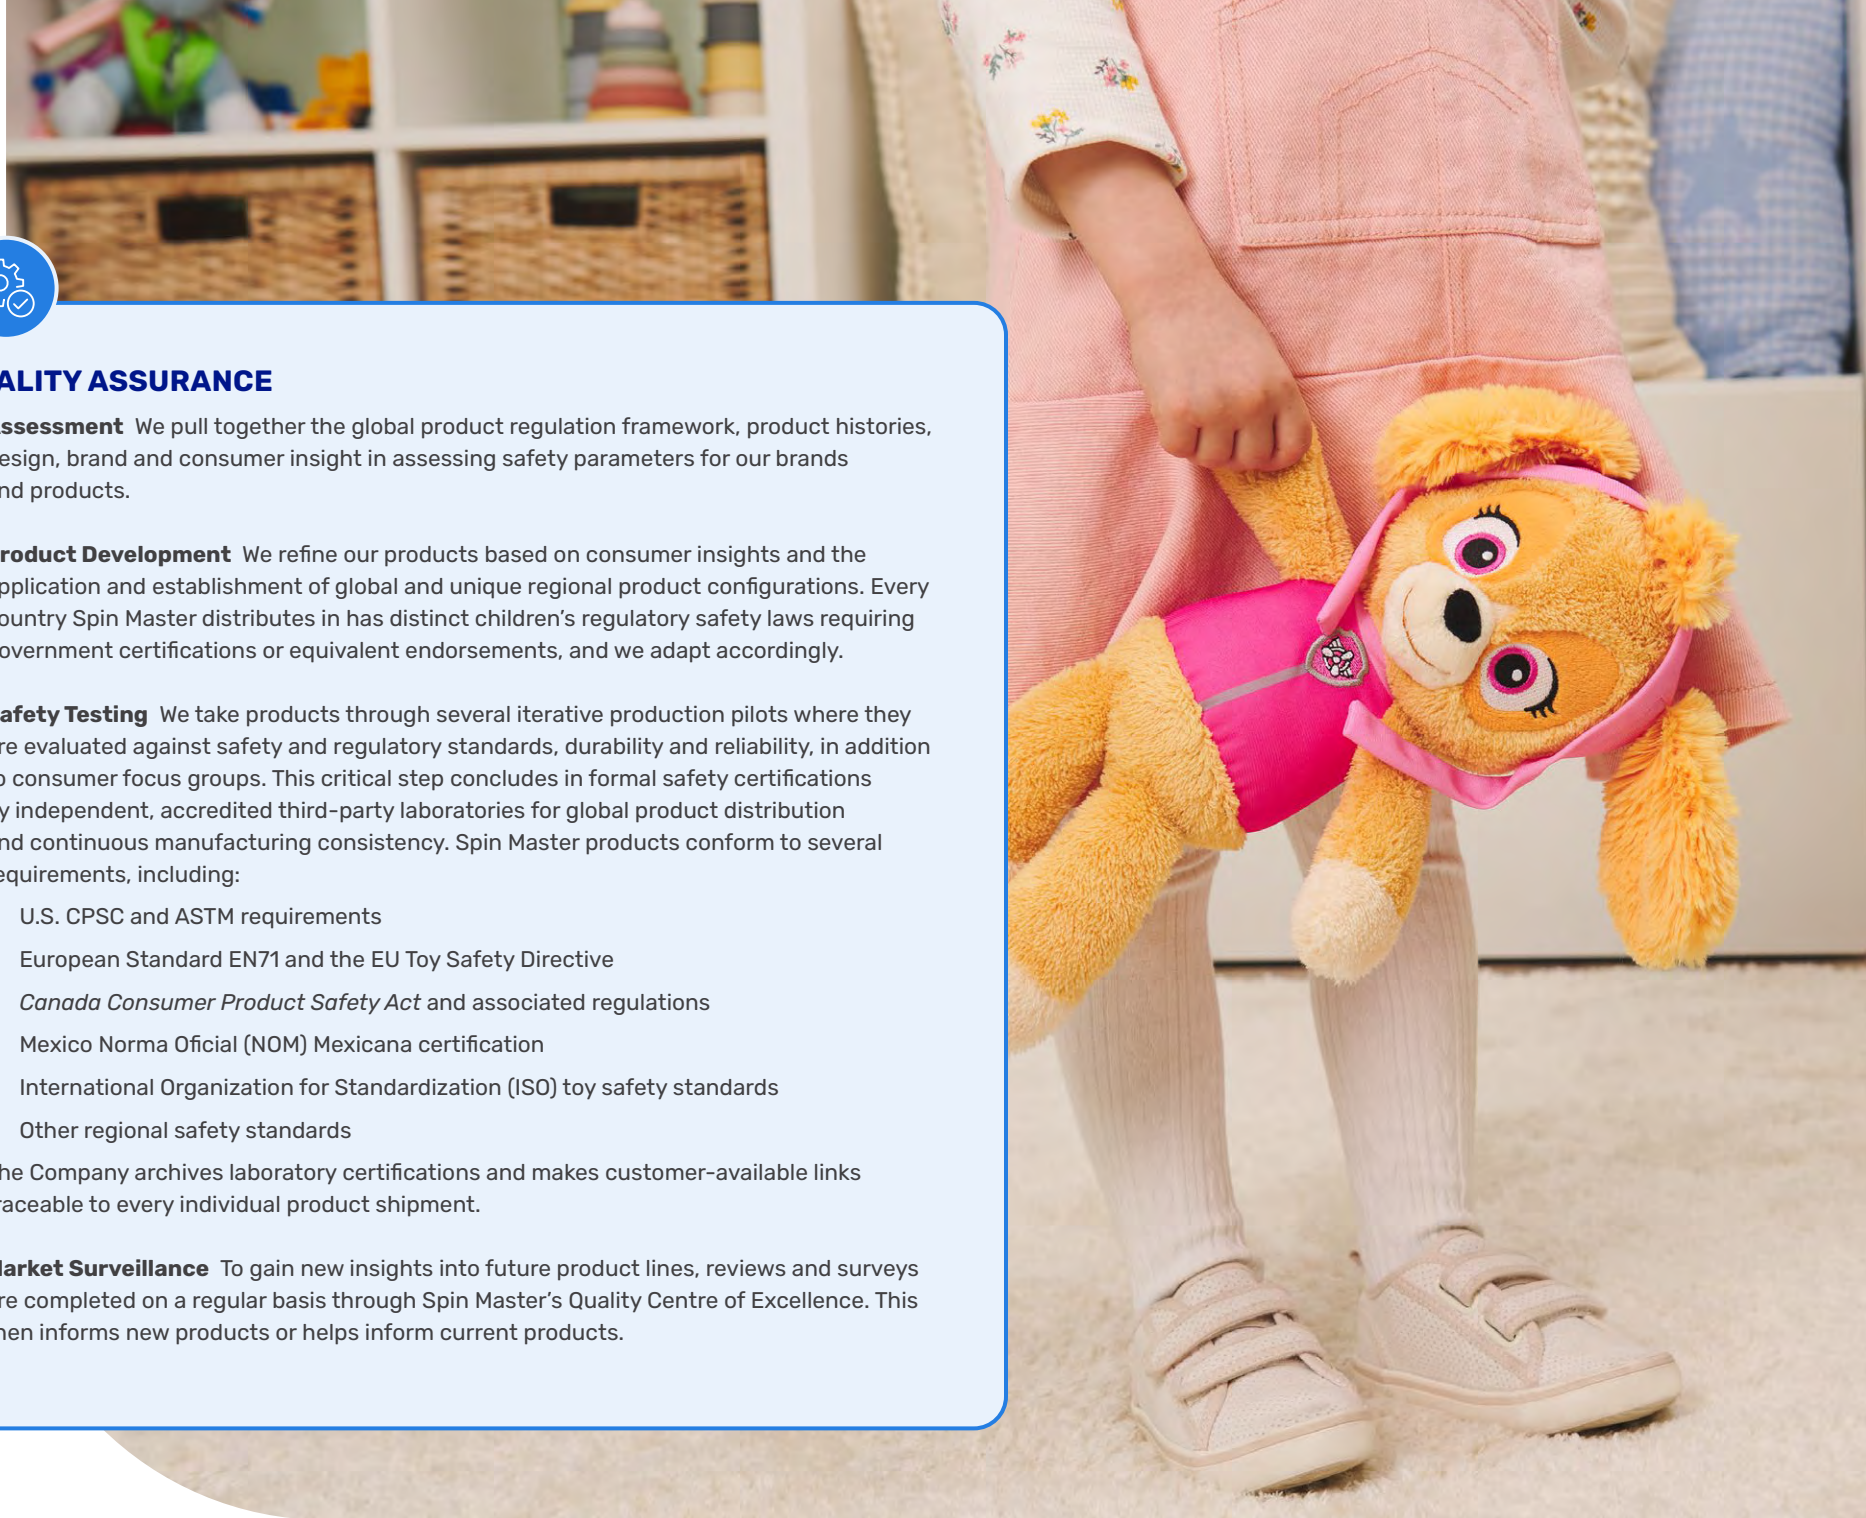 ALITY ASSURANCE
ssessment We pull together the global product regulation framework, product histories,
esign, brand and consumer insight in assessing safety parameters for our brands
nd products.
roduct Development We refine our products based on consumer insights and the
pplication and establishment of global and unique regional product configurations. Every
ountry Spin Master distributes in has distinct children’s regulatory safety laws requiring
overnment certifications or equivalent endorsements, and we adapt accordingly.
afety Testing We take products through several iterative production pilots where they
re evaluated against safety and regulatory standards, durability and reliability, in addition
o consumer focus groups. This critical step concludes in formal safety certifications
y independent, accredited third-party laboratories for global product distribution
nd continuous manufacturing consistency. Spin Master products conform to several
equirements, including:
U.S. CPSC and ASTM requirements
European Standard EN71 and the EU Toy Safety Directive
Canada Consumer Product Safety Act and associated regulations
Mexico Norma Oficial (NOM) Mexicana certification
International Organization for Standardization (ISO) toy safety standards
Other regional safety standards
he Company archives laboratory certifications and makes customer-available links
raceable to every individual product shipment.
arket Surveillance To gain new insights into future product lines, reviews and surveys
re completed on a regular basis through Spin Master’s Quality Centre of Excellence. This
hen informs new products or helps inform current products.